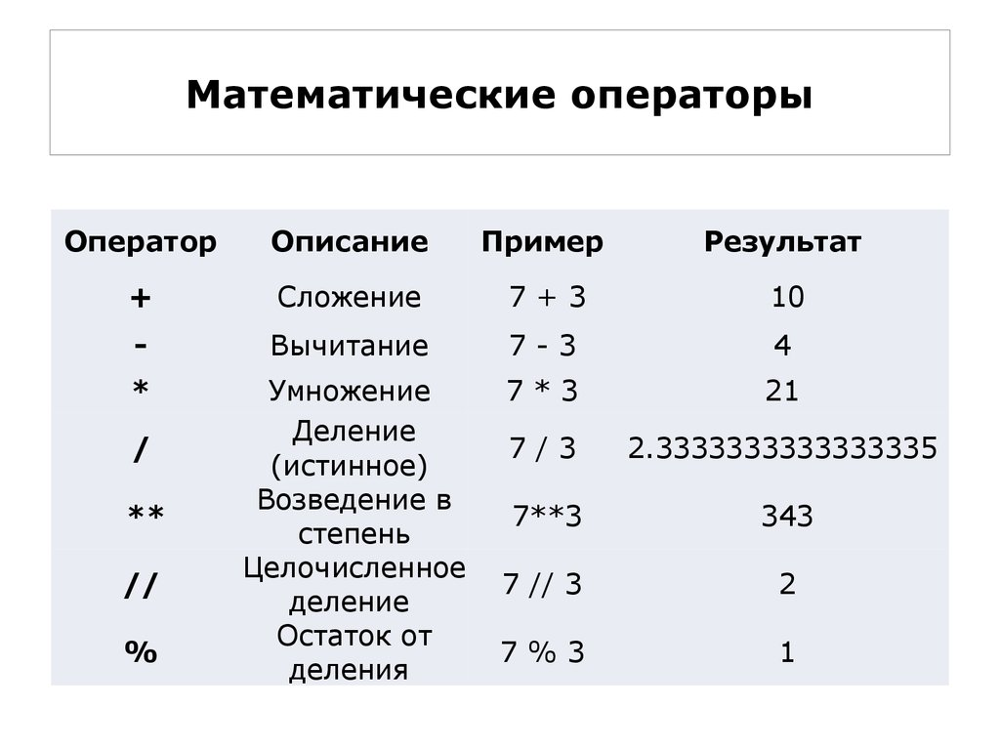 Математические операторы
Оператор Описание Пример Результат
+ Сложение 7 + 3 10
- Вычитание 7 - 3 4
* Умножение 7 * 3 21
/ Деление (истинное) 7 / 3 2.3333333333333335
** Возведение в степень 7**3 343
// Целочисленное деление 7 // 3 2
% Остаток от деления 7 % 3 1